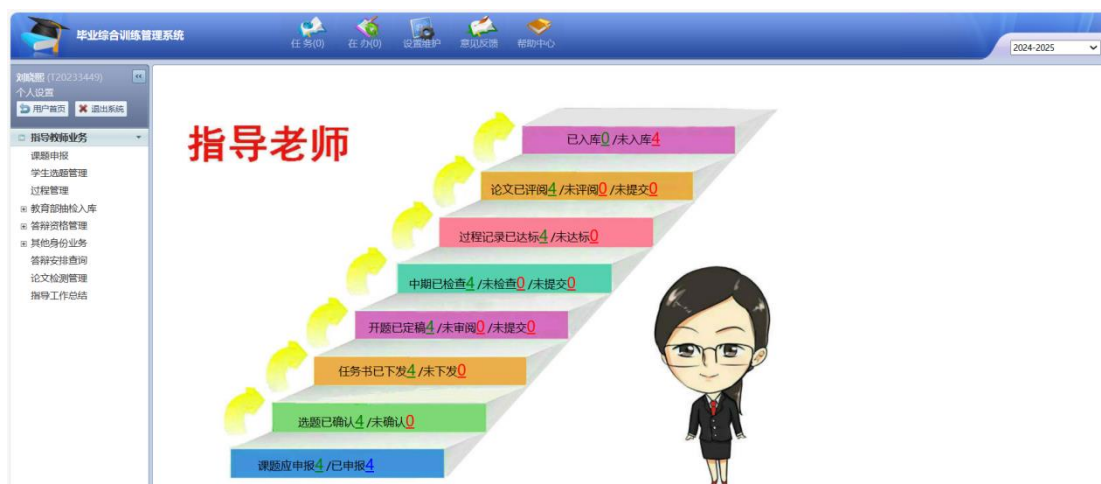 毕业综合训练管理系统
任务(0) 在办(0) 设置维护 意见反馈 帮助中心
2024-2025
刘晓熙 (T20233449)
个人设置
用户首页 退出系统
指导教师业务
课题申报
学生选题管理
过程管理
教育部抽检入库
答辩资格管理
其他身份业务
答辩安排查询
论文检测管理
指导工作总结
指导老师
已入库0 /未入库4
论文已评阅4 /未评阅0 /未提交0
过程记录已达标4 /未达标0
中期已检查4 /未检查0 /未提交0
开题已定稿4 /未审阅0 /未提交0
任务书已下发4 /未下发0
选题已确认4 /未确认0
课题应申报4 /已申报4